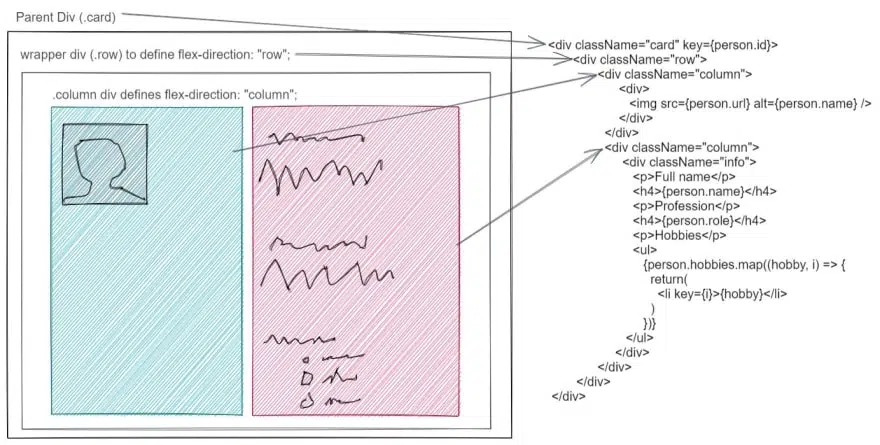 Parent Div (.card)
wrapper div (.row) to define flex-direction: "row";
.column div defines flex-direction: "column";
<div className="card" key={person.id}>
<div className="row">
<div className="column">
<div>
<img src={person.url} alt={person.name} />
</div>
</div>
<div className="column">
<div className="info">
<p>Full name</p>
<h4>{person.name}</h4>
<p>Profession</p>
<h4>{person.role}</h4>
<p>Hobbies</p>
<ul>
{person.hobbies.map((hobby, i) => {
return(
<li key={i}>{hobby}</li>
)
})}
</ul>
</div>
</div>
</div>
</div>